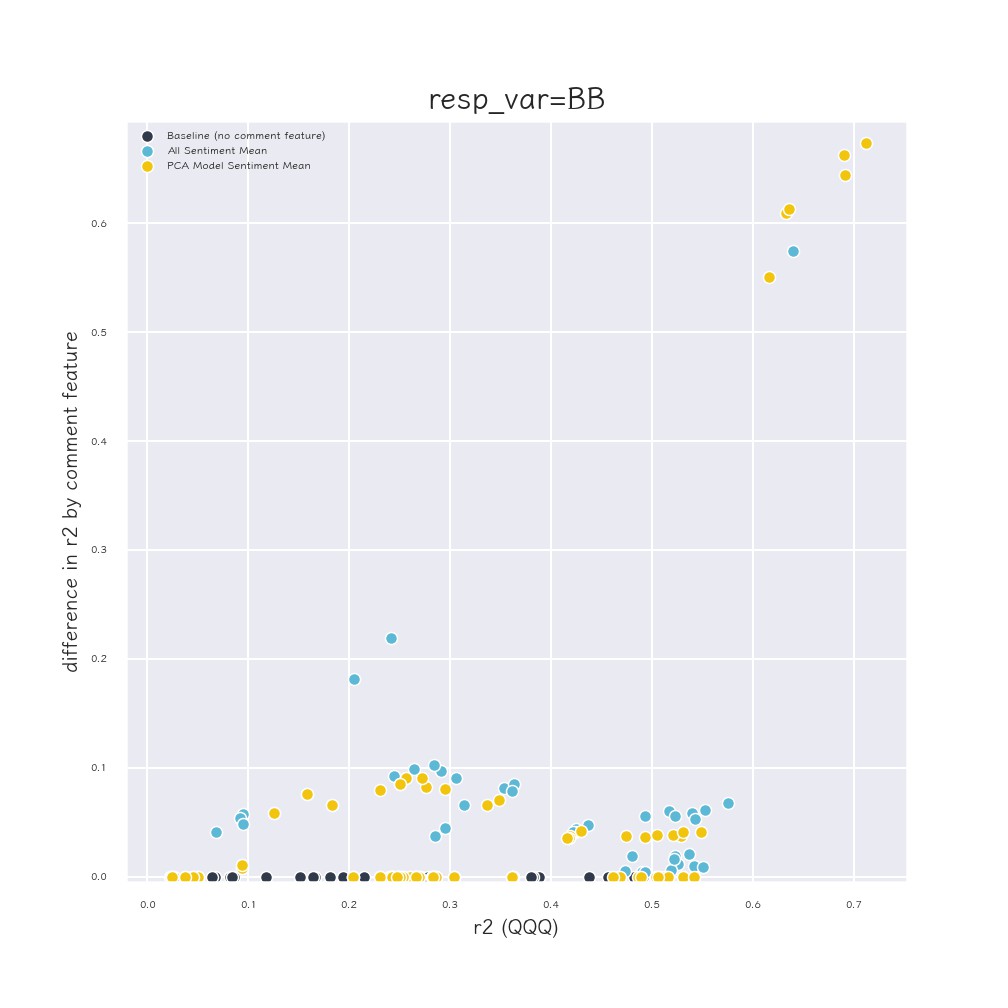 resp_var=BB
Baseline (no comment feature)
All Sentiment Mean
PCA Model Sentiment Mean
difference in r2 by comment feature
0.6
0.5
0.4
0.3
0.2
0.1
0.0
0.0 0.1 0.2 0.3 0.4 0.5 0.6 0.7
r2 (QQQ)